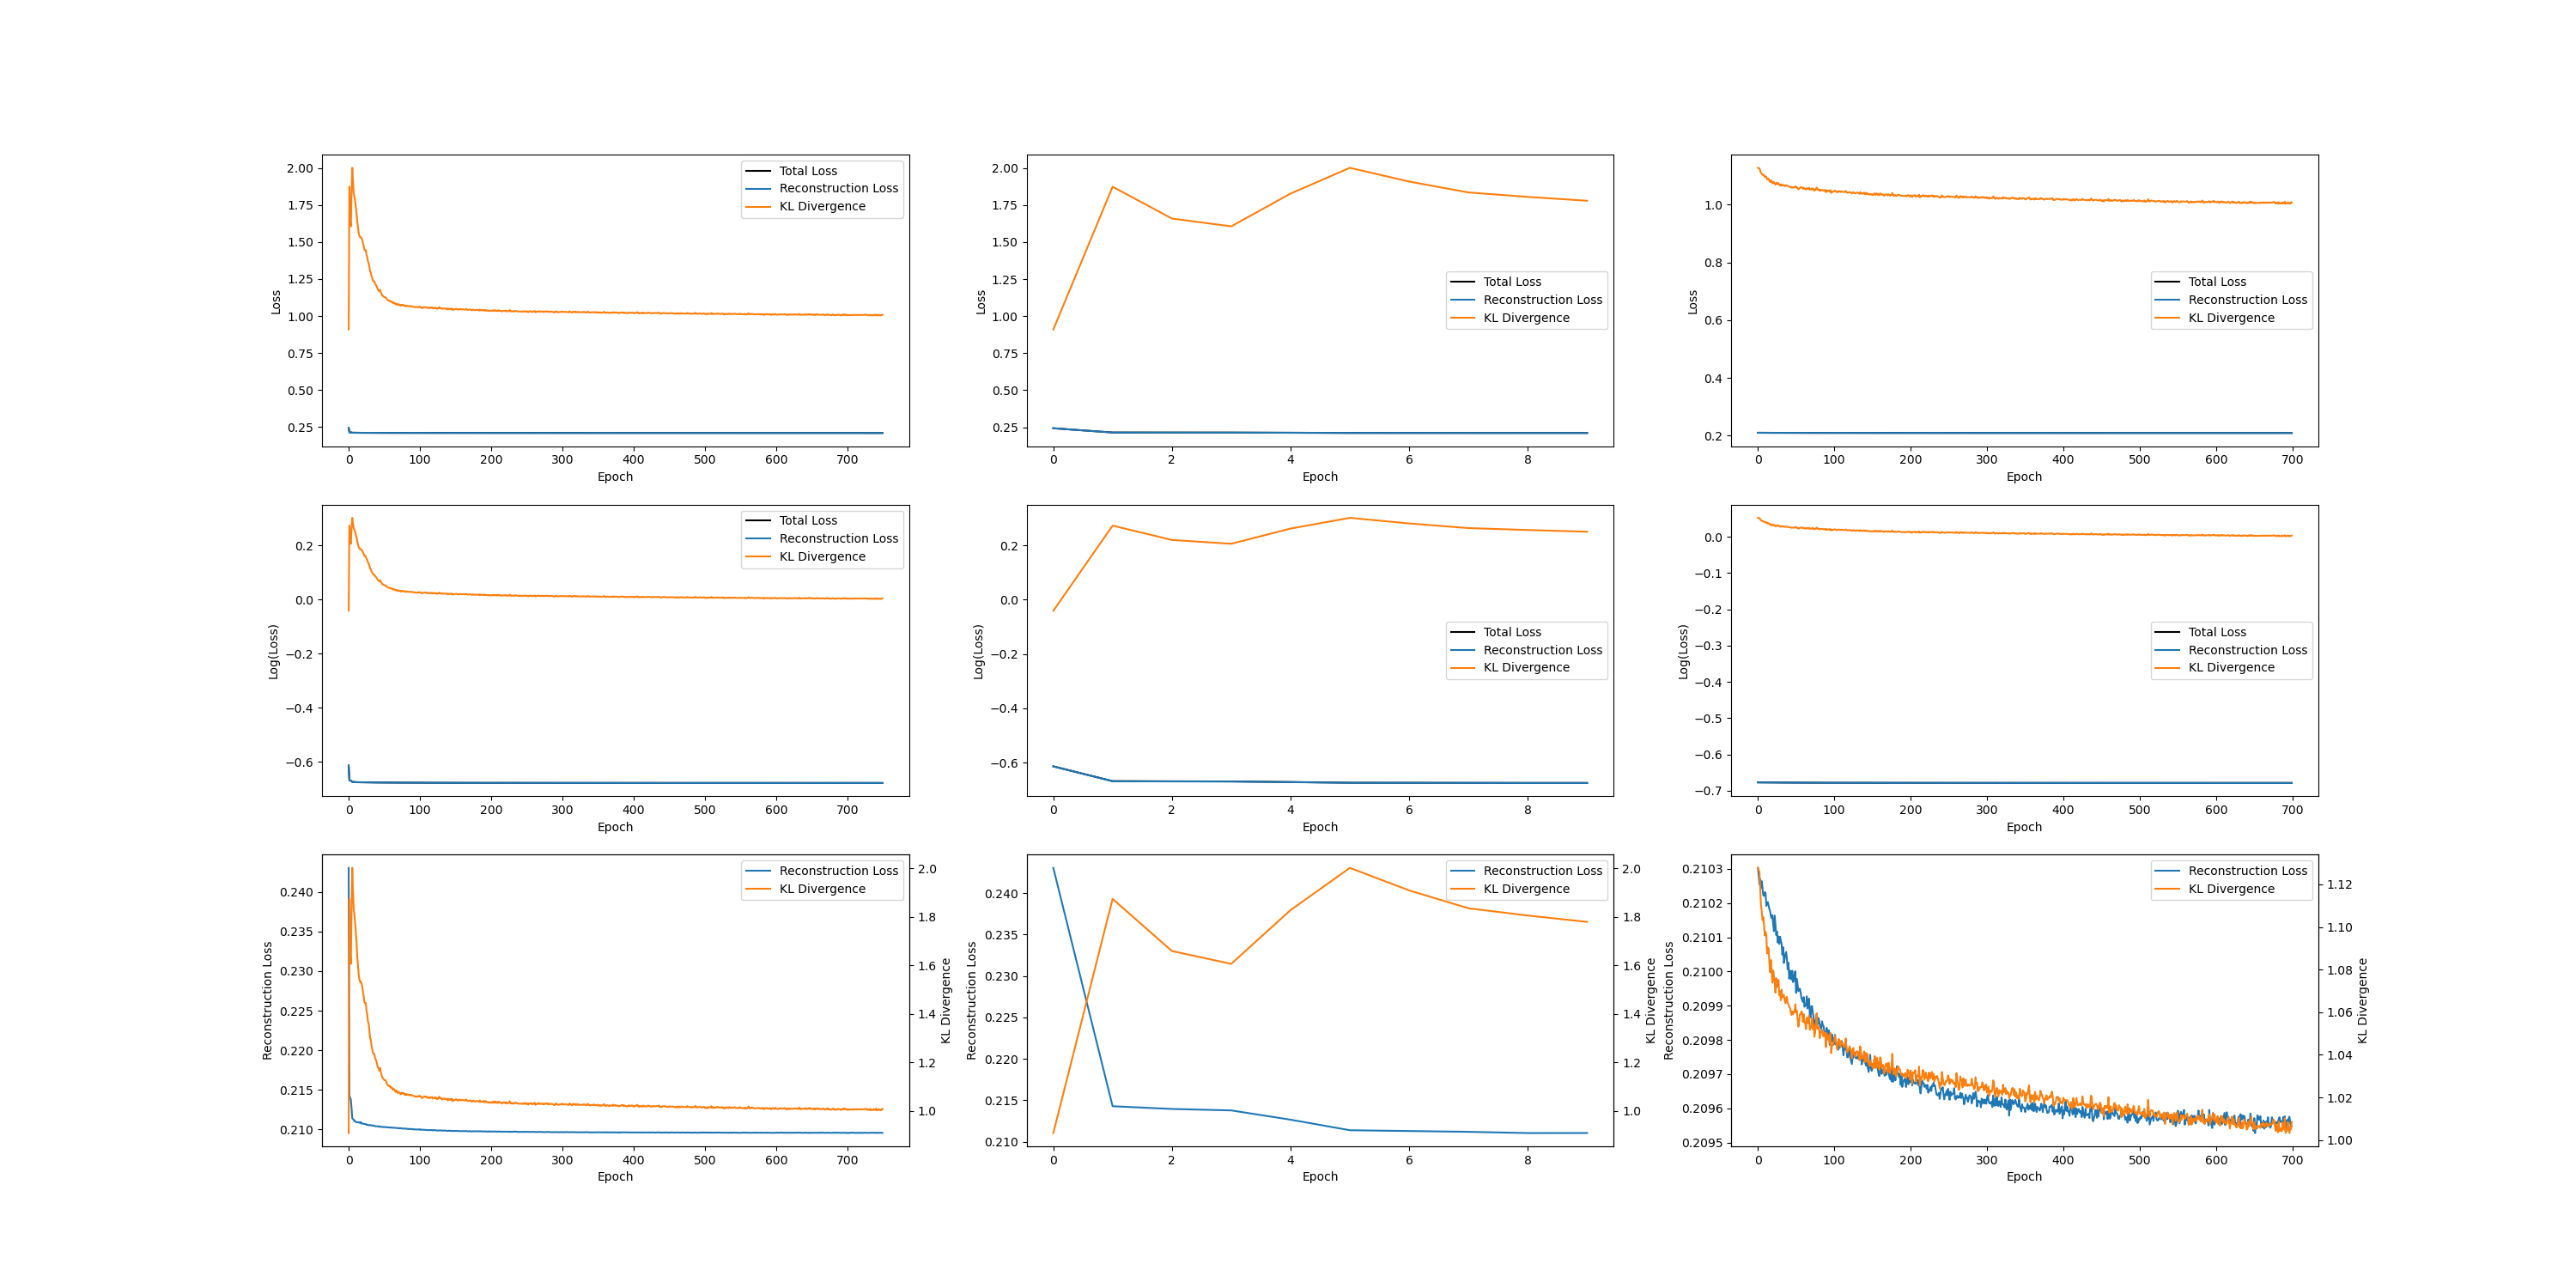 2.00
1.75
1.50
1.25
1.00
0.75
0.50
0.25
Loss
Total Loss
Reconstruction Loss
KL Divergence
0 100 200 300 400 500 600 700
Epoch
2.00
1.75
1.50
1.25
1.00
0.75
0.50
0.25
Loss
Total Loss
Reconstruction Loss
KL Divergence
0 2 4 6 8
Epoch
1.0
0.8
0.6
0.4
0.2
Loss
Total Loss
Reconstruction Loss
KL Divergence
0 100 200 300 400 500 600 700
Epoch
0.2
0.0
−0.2
−0.4
−0.6
Log(Loss)
Total Loss
Reconstruction Loss
KL Divergence
0 100 200 300 400 500 600 700
Epoch
0.2
0.0
−0.2
−0.4
−0.6
Log(Loss)
Total Loss
Reconstruction Loss
KL Divergence
0 2 4 6 8
Epoch
0.0
−0.1
−0.2
−0.3
−0.4
−0.5
−0.6
−0.7
Log(Loss)
Total Loss
Reconstruction Loss
KL Divergence
0 100 200 300 400 500 600 700
Epoch
0.240
0.235
0.230
0.225
0.220
0.215
0.210
Reconstruction Loss
Reconstruction Loss
KL Divergence
2.0
1.8
1.6
1.4
1.2
1.0
KL Divergence
0 100 200 300 400 500 600 700
Epoch
0.240
0.235
0.230
0.225
0.220
0.215
0.210
Reconstruction Loss
Reconstruction Loss
KL Divergence
2.0
1.8
1.6
1.4
1.2
1.0
KL Divergence
0 2 4 6 8
Epoch
0.2103
0.2102
0.2101
0.2100
0.2099
0.2098
0.2097
0.2096
0.2095
Reconstruction Loss
Reconstruction Loss
KL Divergence
1.12
1.10
1.08
1.06
1.04
1.02
1.00
KL Divergence
0 100 200 300 400 500 600 700
Epoch